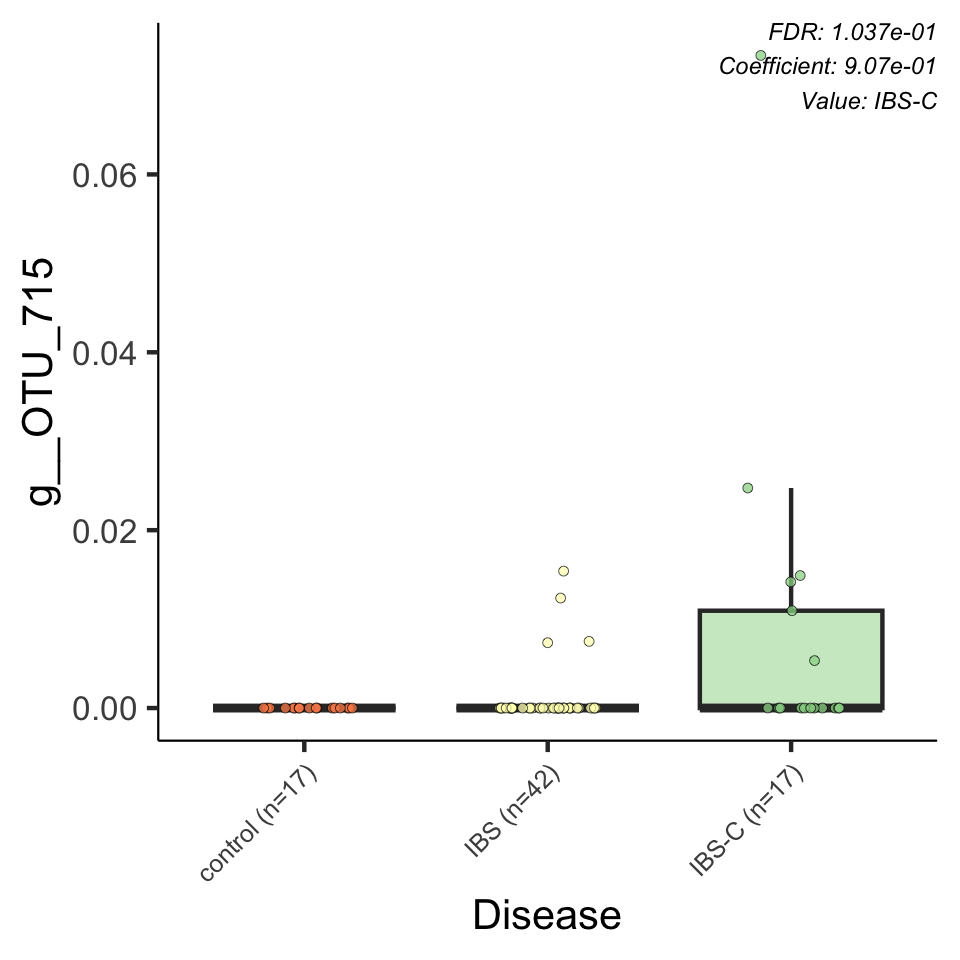 FDR: 1.037e-01
Coefficient: 9.07e-01
Value: IBS-C
g__OTU_715
0.06
0.04
0.02
0.00
control (n=17)
IBS (n=42)
IBS-C (n=17)
Disease